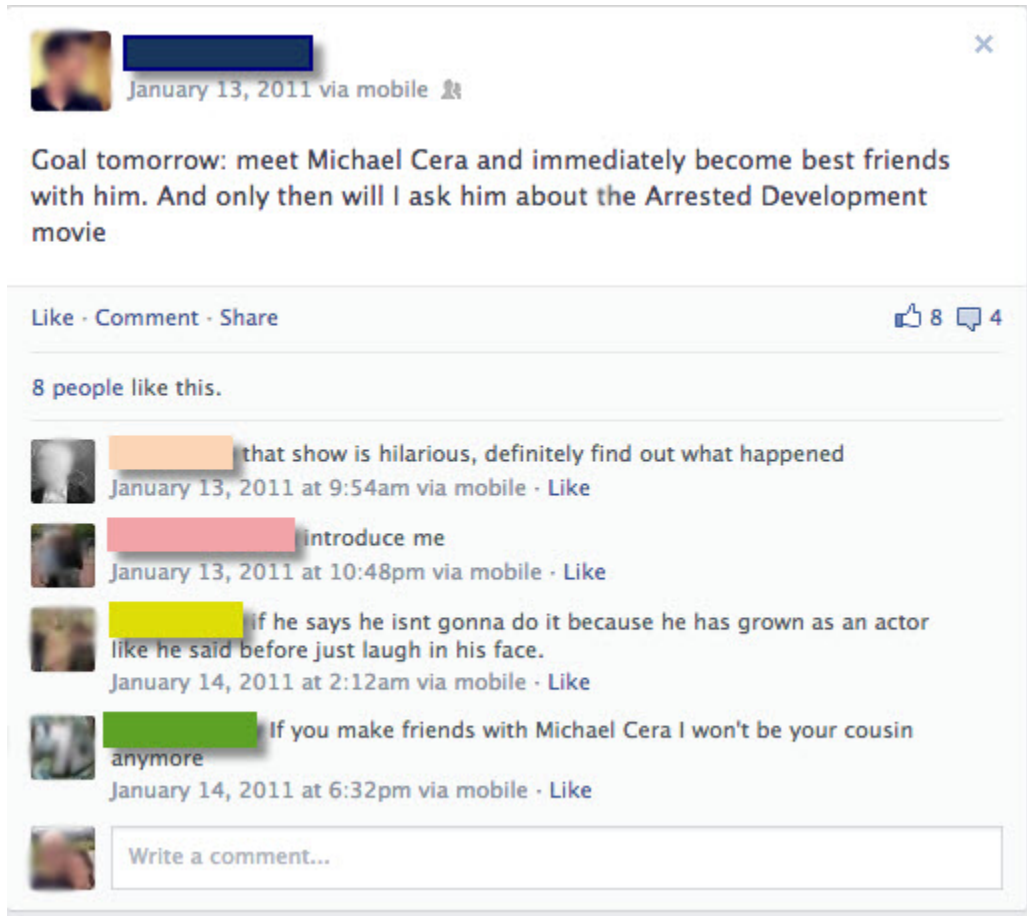 January 13, 2011 via mobile
Goal tomorrow: meet Michael Cera and immediately become best friends
with him. And only then will I ask him about the Arrested Development
movie
Like · Comment · Share 8 4
8 people like this.
that show is hilarious, definitely find out what happened
January 13, 2011 at 9:54am via mobile · Like
introduce me
January 13, 2011 at 10:48pm via mobile · Like
if he says he isnt gonna do it because he has grown as an actor
like he said before just laugh in his face.
January 14, 2011 at 2:12am via mobile · Like
If you make friends with Michael Cera I won't be your cousin
anymore
January 14, 2011 at 6:32pm via mobile · Like
Write a comment...